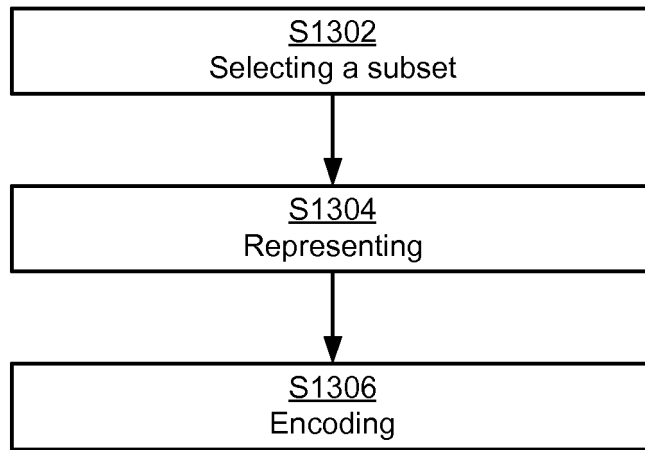 S1302
Selecting a subset
S1304
Representing
S1306
Encoding